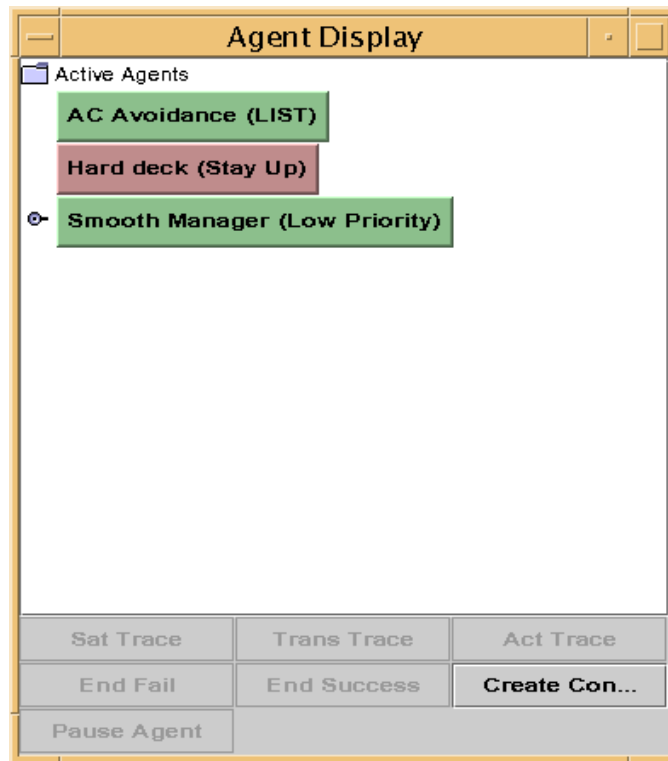 Agent Display
Active Agents
AC Avoidance (LIST)
Hard deck (Stay Up)
Smooth Manager (Low Priority)
Sat Trace Trans Trace Act Trace
End Fail End Success Create Con...
Pause Agent